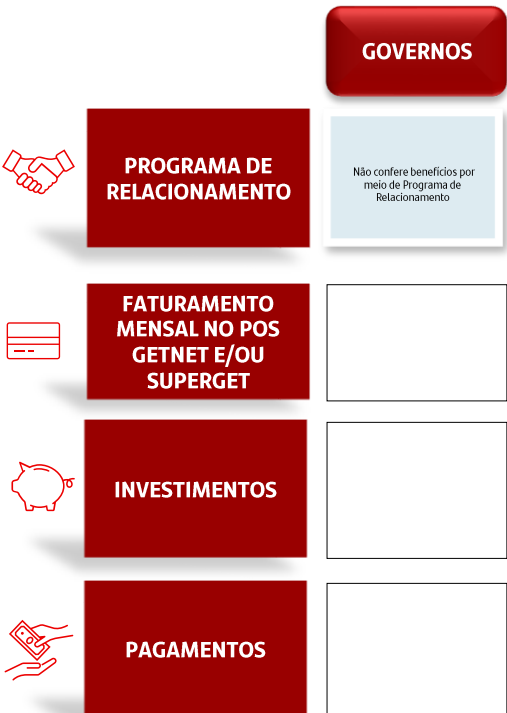 GOVERNOS
PROGRAMA DE
RELACIONAMENTO
Não confere benefícios por
meio de Programa de
Relacionamento
FATURAMENTO
MENSAL NO POS
GETNET E/OU
SUPERGET
INVESTIMENTOS
PAGAMENTOS